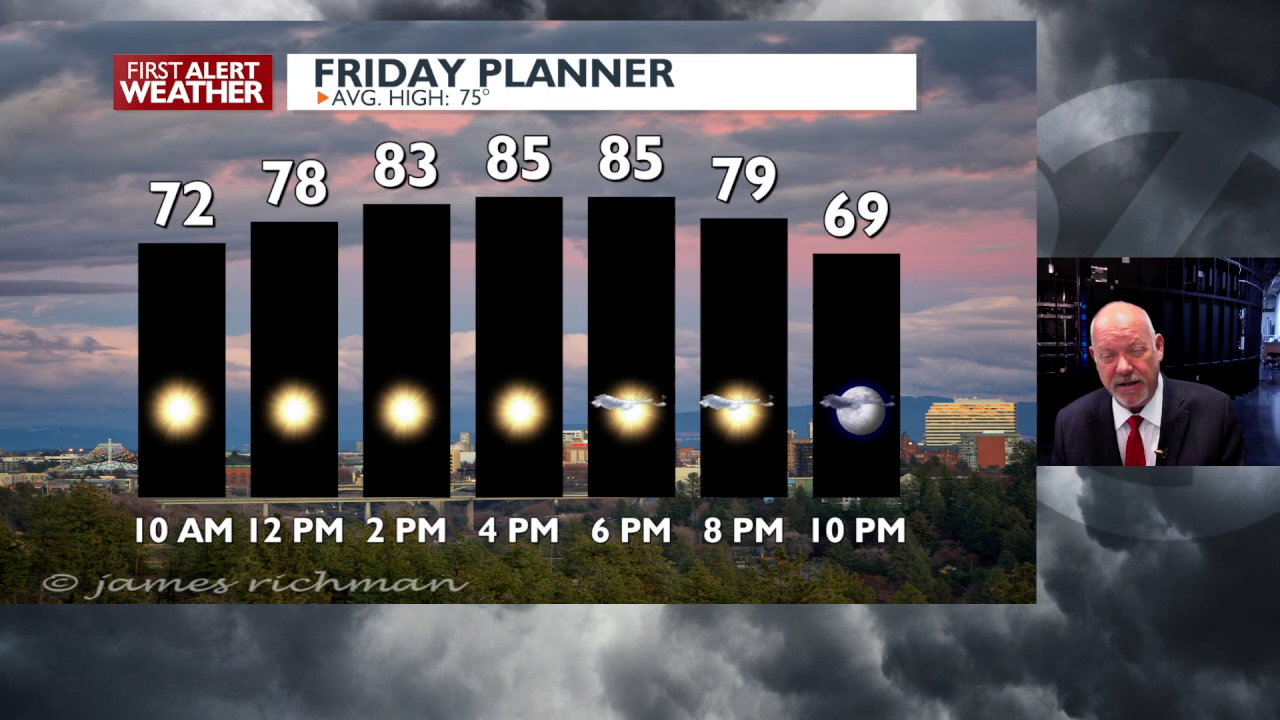 FIRST ALERT
WEATHER
FRIDAY PLANNER
AVG. HIGH: 75°
72 78 83 85 85 79 69
10 AM 12 PM 2 PM 4 PM 6 PM 8 PM 10 PM
© james richman
7